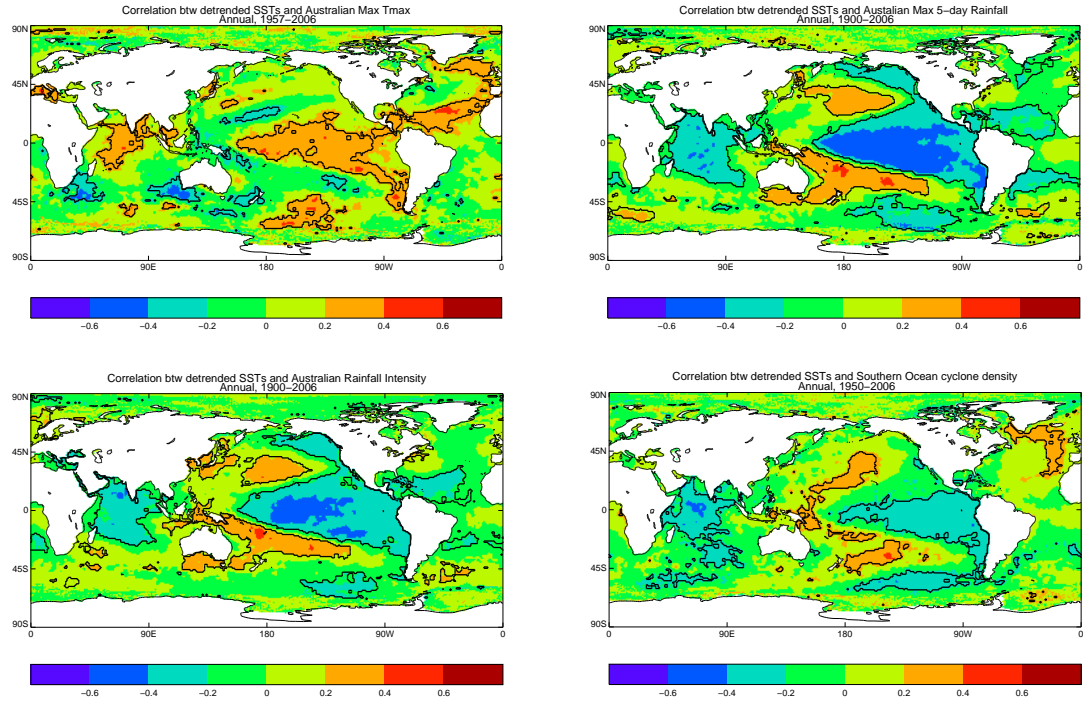 Correlation btw detrended SSTs and Australian Max Tmax
Annual, 1957−2006
90N
45N
0
45S
90S
0 90E 180 90W 0
−0.6 −0.4 −0.2 0 0.2 0.4 0.6
Correlation btw detrended SSTs and Austalian Max 5−day Rainfall
Annual, 1900−2006
90N
45N
0
45S
90S
0 90E 180 90W 0
−0.6 −0.4 −0.2 0 0.2 0.4 0.6
Correlation btw detrended SSTs and Australian Rainfall Intensity
Annual, 1900−2006
90N
45N
0
45S
90S
0 90E 180 90W 0
−0.6 −0.4 −0.2 0 0.2 0.4 0.6
Correlation btw detrended SSTs and Southern Ocean cyclone density
Annual, 1950−2006
90N
45N
0
45S
90S
0 90E 180 90W 0
−0.6 −0.4 −0.2 0 0.2 0.4 0.6